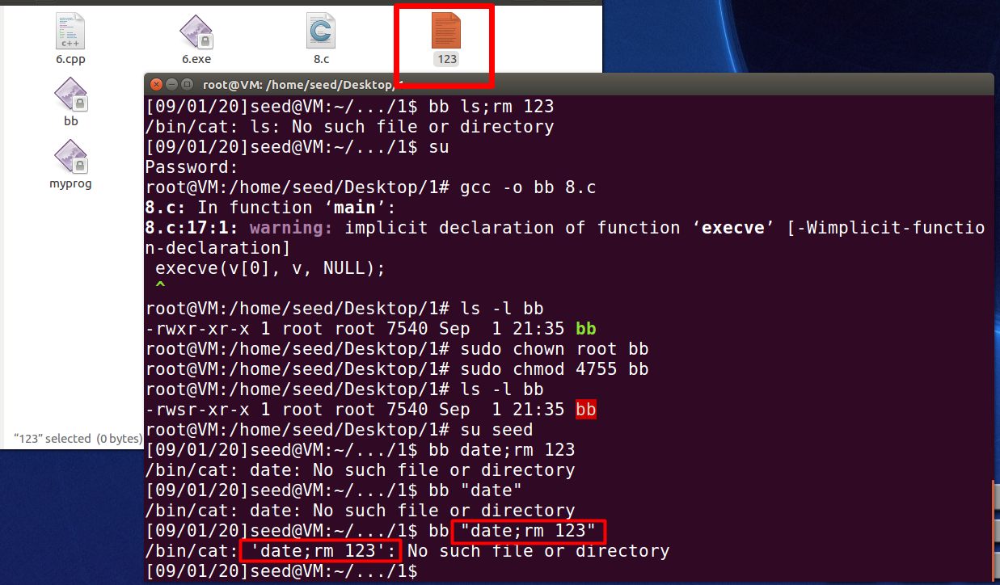 6.cpp
6.exe
8.c
123
bb
myprog
"123" selected (0 bytes)
root@VM: /home/seed/Desktop/1
[09/01/20]seed@VM:~/.../1$ bb ls;rm 123
/bin/cat: ls: No such file or directory
[09/01/20]seed@VM:~/.../1$ su
Password:
root@VM:/home/seed/Desktop/1# gcc -o bb 8.c
8.c: In function ‘main’:
8.c:17:1: warning: implicit declaration of function ‘execve’ [-Wimplicit-functio
n-declaration]
execve(v[0], v, NULL);
^
root@VM:/home/seed/Desktop/1# ls -l bb
-rwxr-xr-x 1 root root 7540 Sep  1 21:35 bb
root@VM:/home/seed/Desktop/1# sudo chown root bb
root@VM:/home/seed/Desktop/1# sudo chmod 4755 bb
root@VM:/home/seed/Desktop/1# ls -l bb
-rwsr-xr-x 1 root root 7540 Sep  1 21:35 bb
root@VM:/home/seed/Desktop/1# su seed
[09/01/20]seed@VM:~/.../1$ bb date;rm 123
/bin/cat: date: No such file or directory
[09/01/20]seed@VM:~/.../1$ bb "date"
/bin/cat: date: No such file or directory
[09/01/20]seed@VM:~/.../1$ bb "date;rm 123"
/bin/cat: 'date;rm 123': No such file or directory
[09/01/20]seed@VM:~/.../1$